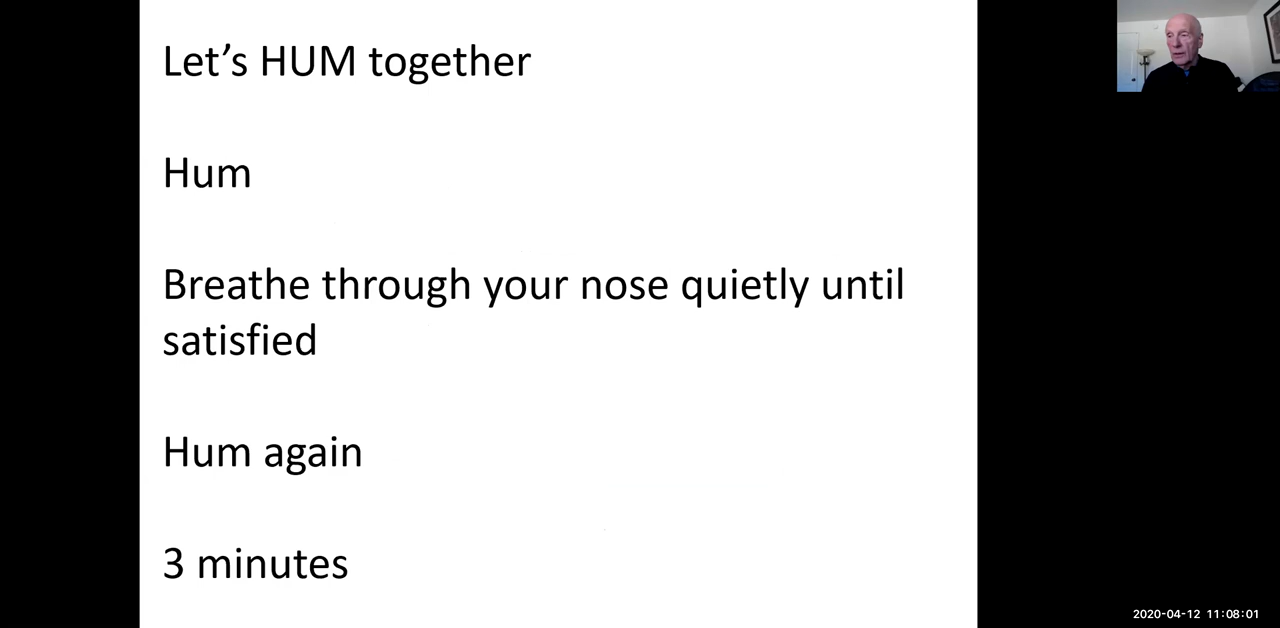 Let’s HUM together
Hum
Breathe through your nose quietly until
satisfied
Hum again
3 minutes
2020-04-12 11:08:01